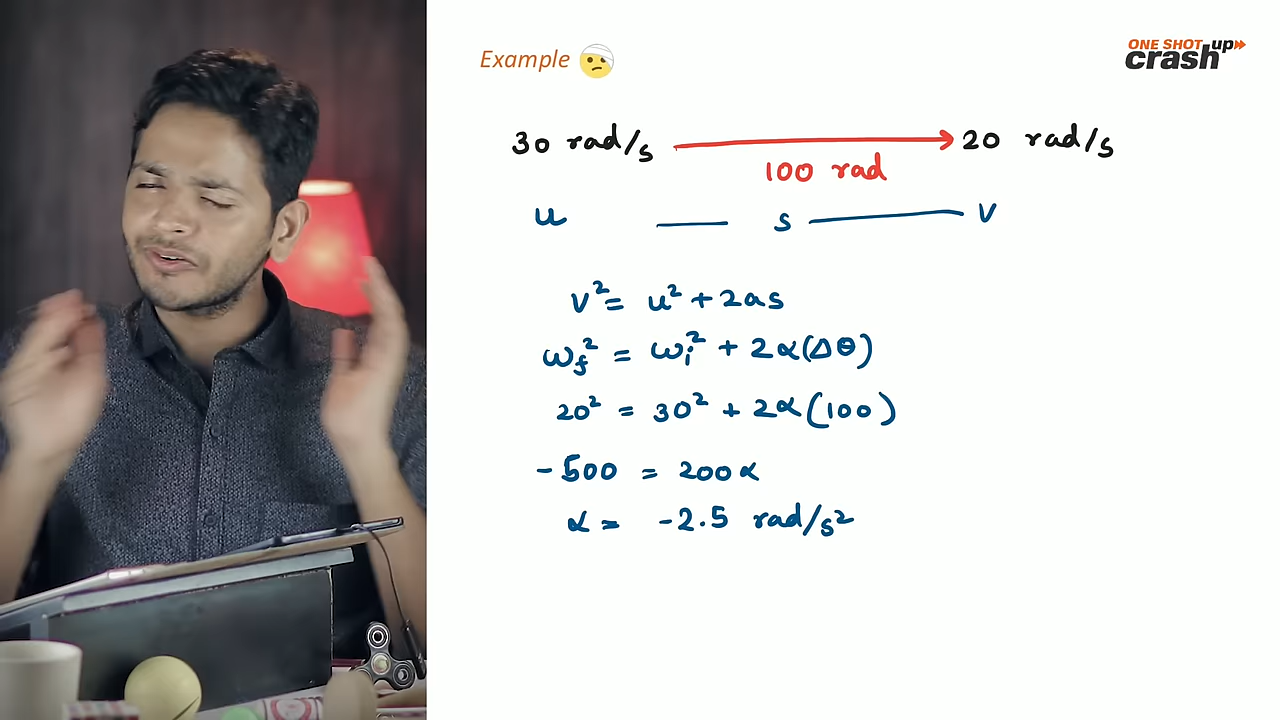 Example
ONE SHOT up
crash
30 rad/s 20 rad/s
100 rad
u s v
v² = u² + 2as
ω_f² = ω_i² + 2α(Δθ)
20² = 30² + 2α(100)
-500 = 200α
α = -2.5 rad/s²